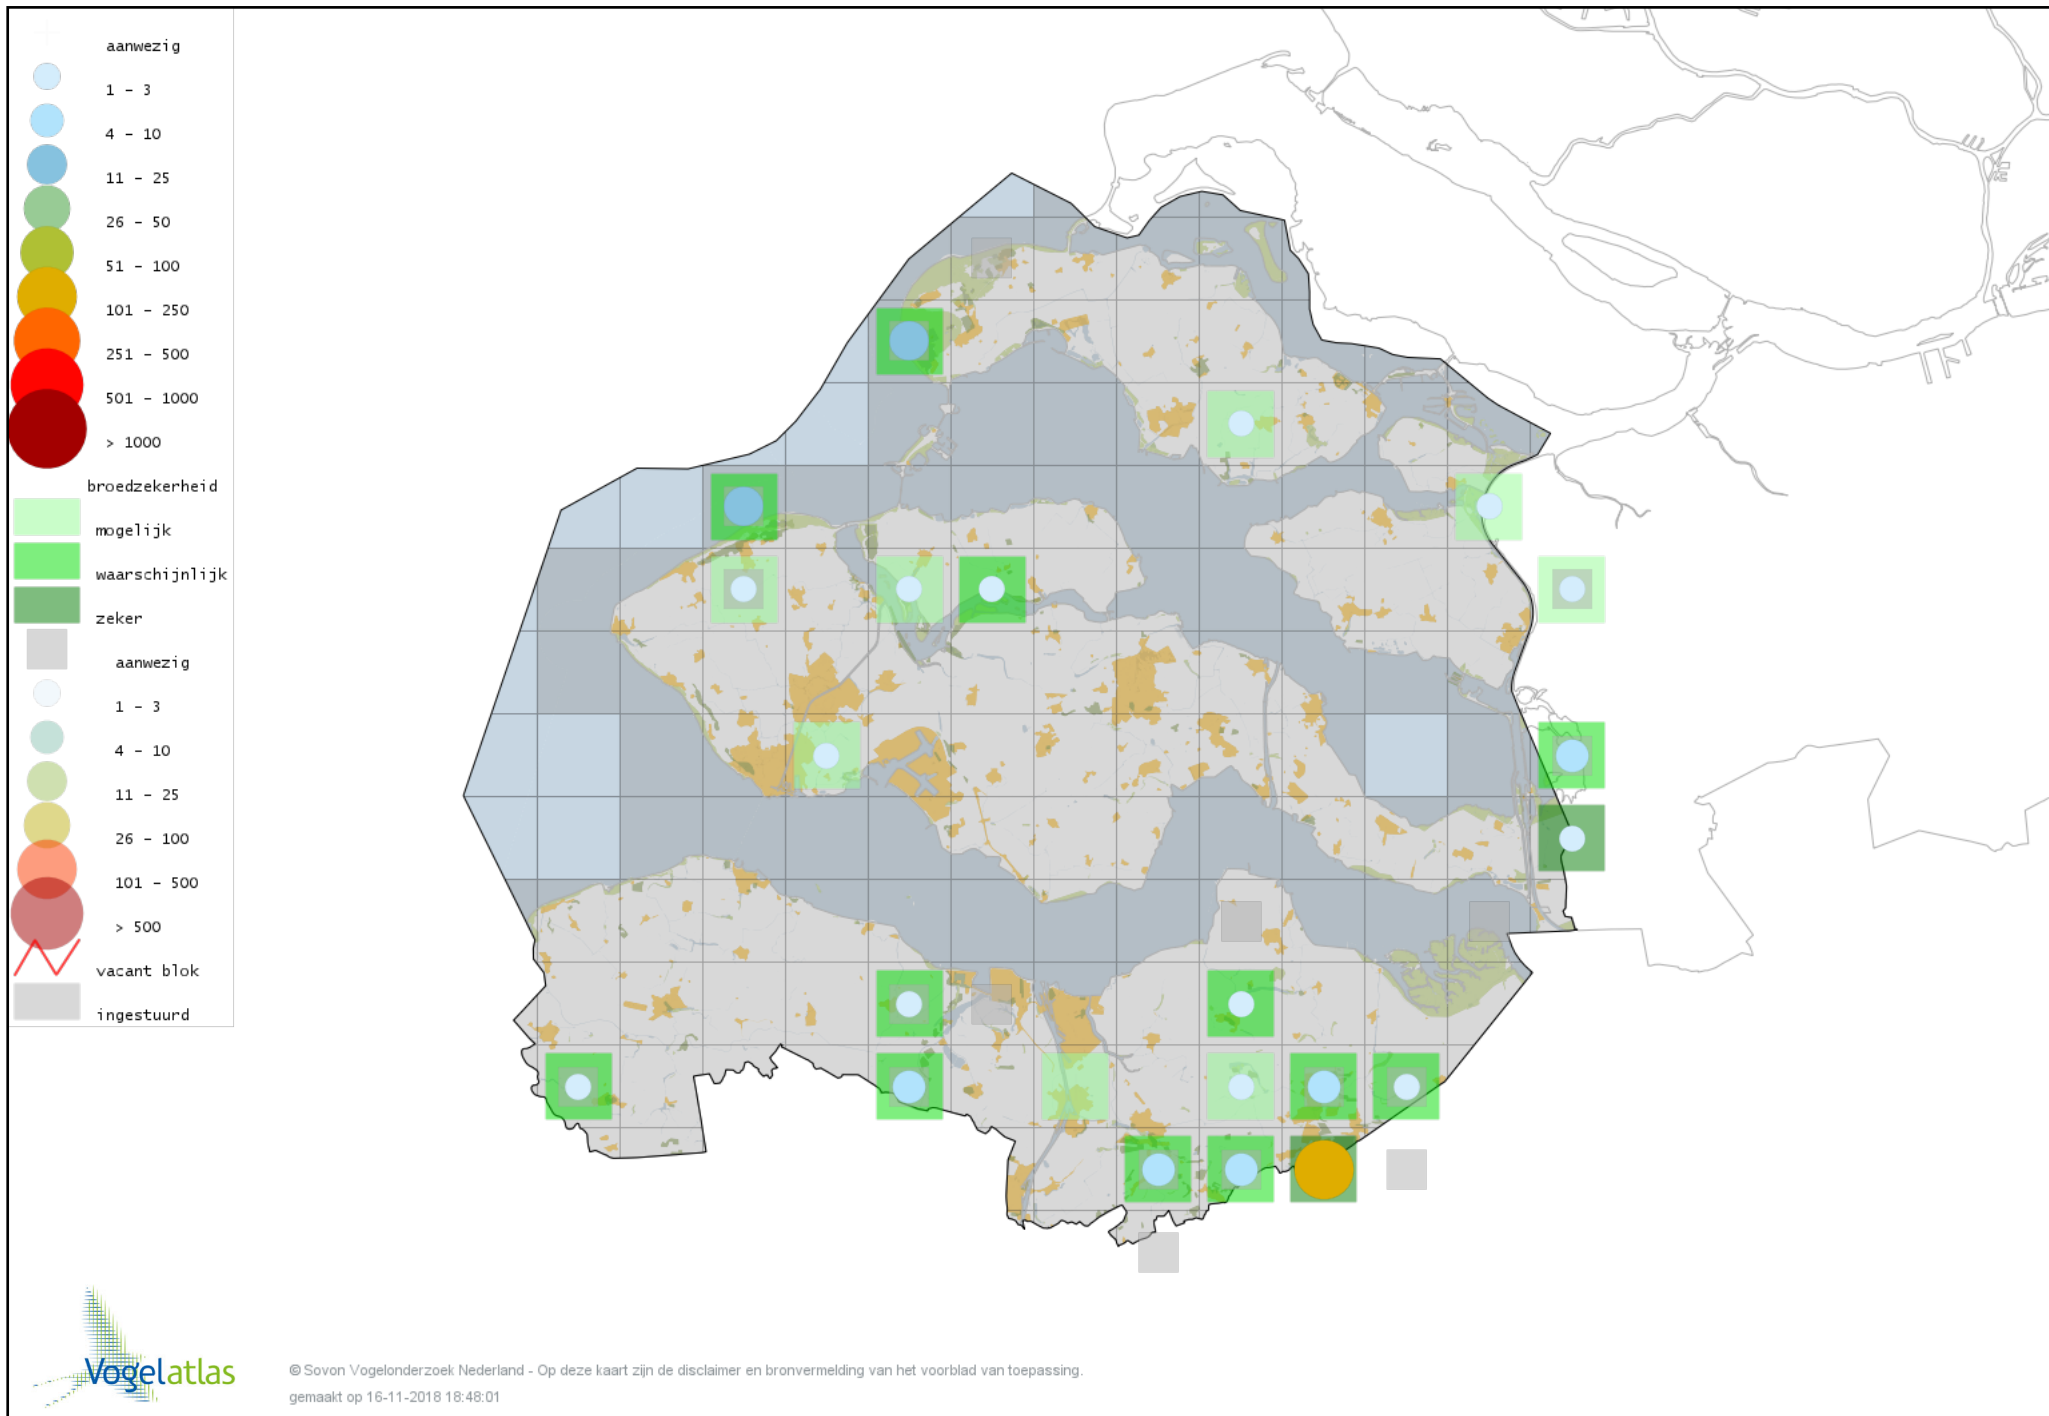 aanwezig
1 - 3
4 - 10
11 - 25
26 - 50
51 - 100
101 - 250
251 - 500
501 - 1000
> 1000
broedzekerheid
mogelijk
waarschijnlijk
zeker
aanwezig
1 - 3
4 - 10
11 - 25
26 - 100
101 - 500
> 500
vacant blok
ingestuurd
Vogelatlas
© Sovon Vogelonderzoek Nederland - Op deze kaart zijn de disclaimer en bronvermelding van het voorblad van toepassing.
gemaakt op 16-11-2018 18:48:01